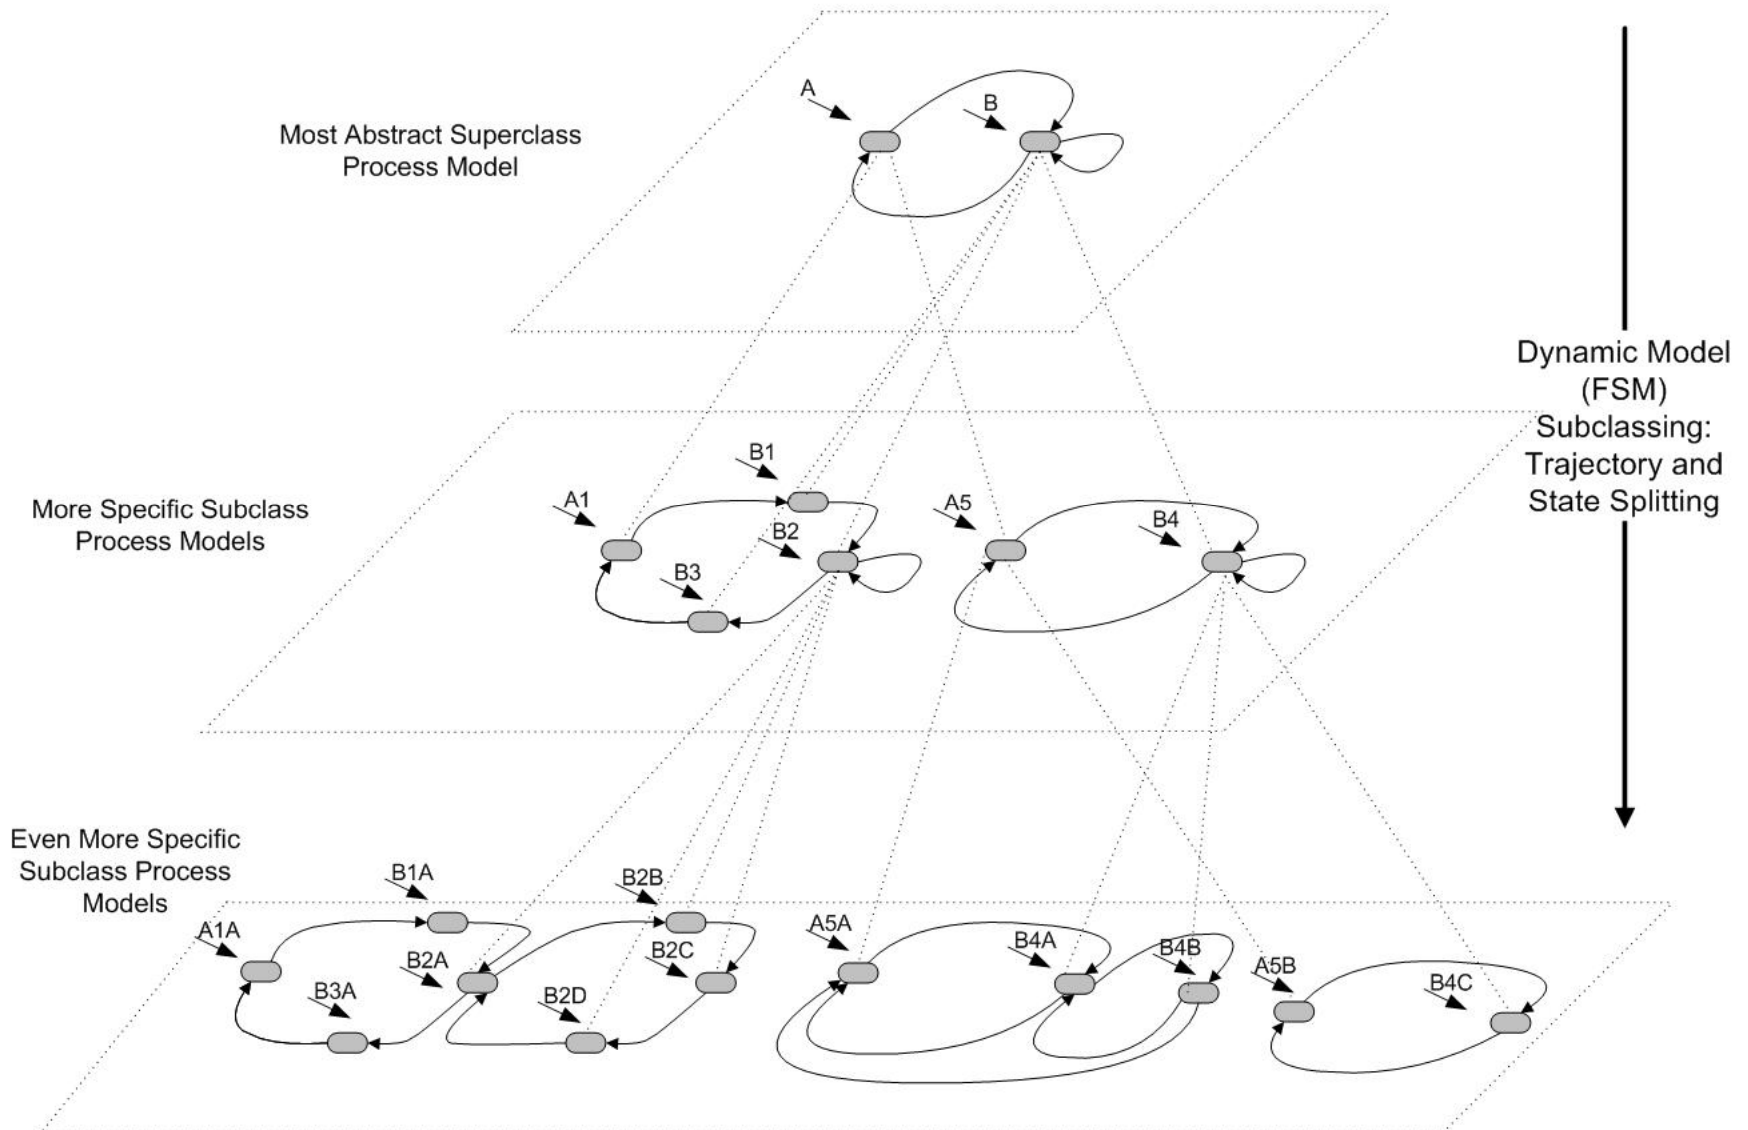 A
B
Most Abstract Superclass
Process Model
Dynamic Model
(FSM)
Subclassing:
Trajectory and
State Splitting
More Specific Subclass
Process Models
B1
A1
B2
B3
A5
B4
Even More Specific
Subclass Process
Models
B1A
A1A
B2A
B3A
B2B
B2C
B2D
A5A
B4A
B4B
A5B
B4C